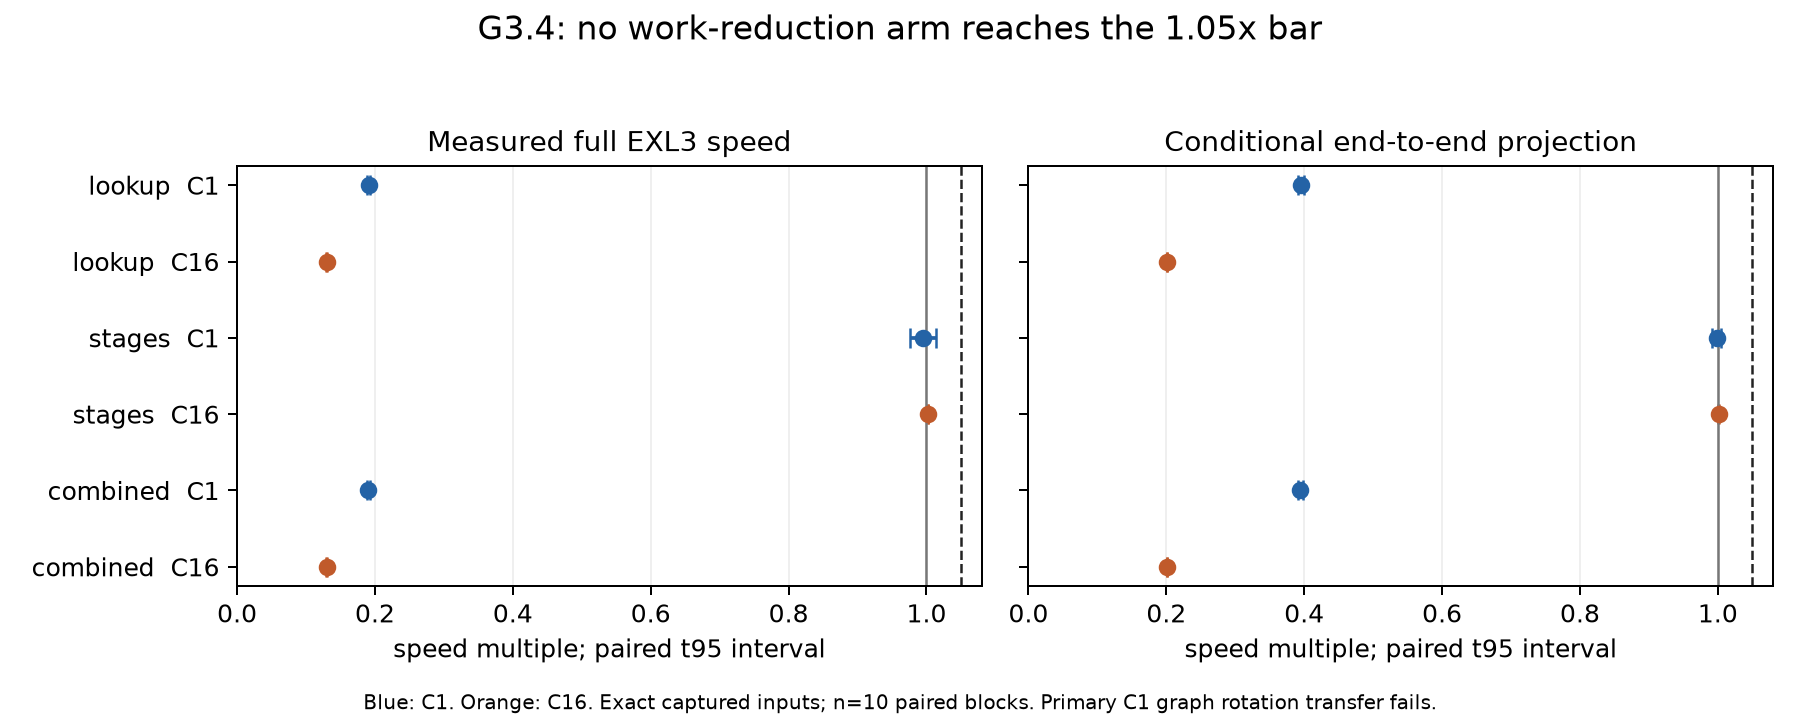 G3.4: no work-reduction arm reaches the 1.05x bar
Measured full EXL3 speed
lookup C1
lookup C16
stages C1
stages C16
combined C1
combined C16
0.0 0.2 0.4 0.6 0.8 1.0
speed multiple; paired t95 interval
Conditional end-to-end projection
0.0 0.2 0.4 0.6 0.8 1.0
speed multiple; paired t95 interval
Blue: C1. Orange: C16. Exact captured inputs; n=10 paired blocks. Primary C1 graph rotation transfer fails.